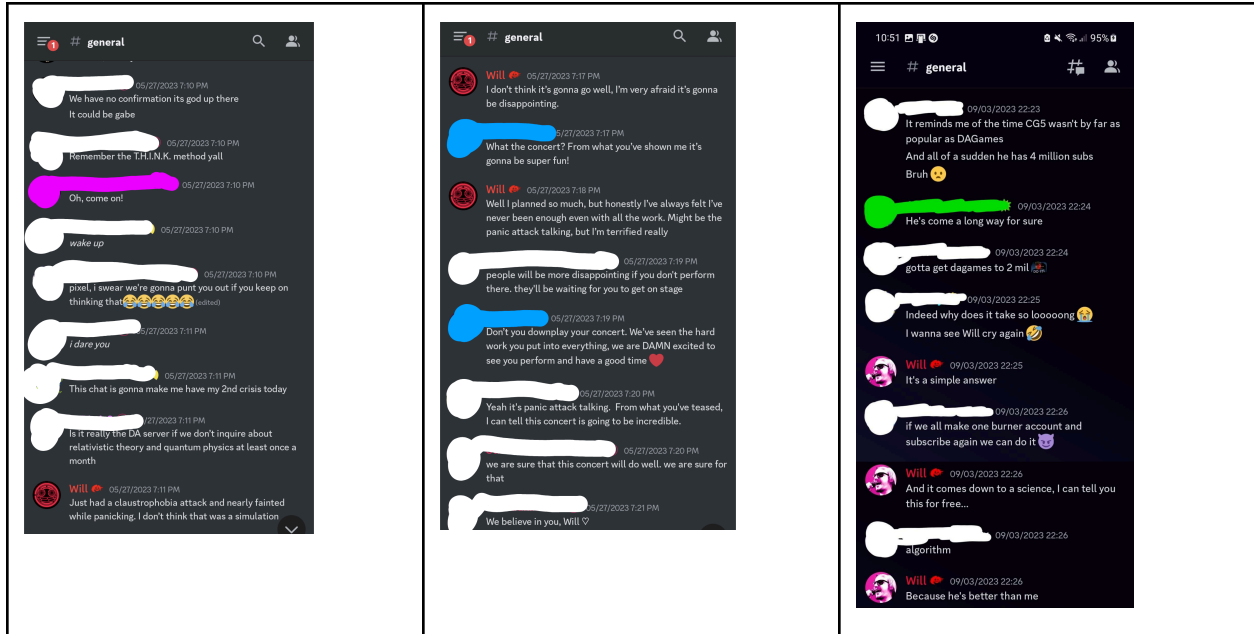 1
# general
05/27/2023 7:10 PM
We have no confirmation its god up there
It could be gabe
05/27/2023 7:10 PM
Remember the T.H.I.N.K. method yall
05/27/2023 7:10 PM
Oh, come on!
05/27/2023 7:10 PM
wake up
05/27/2023 7:10 PM
pixel, i swear we're gonna punt you out if you keep on
thinking that😂😂😂😂😂 (edited)
05/27/2023 7:11 PM
i dare you
05/27/2023 7:11 PM
This chat is gonna make me have my 2nd crisis today
/27/2023 7:11 PM
Is it really the DA server if we don't inquire about
relativistic theory and quantum physics at least once a
month
Will 05/27/2023 7:11 PM
Just had a claustrophobia attack and nearly fainted
while panicking. I don't think that was a simulation
1
# general
Will 05/27/2023 7:17 PM
I don't think it's gonna go well, I'm very afraid it's gonna
be disappointing.
5/27/2023 7:17 PM
What the concert? From what you've shown me it's
gonna be super fun!
Will 05/27/2023 7:18 PM
Well I planned so much, but honestly I've always felt I've
never been enough even with all the work. Might be the
panic attack talking, but I'm terrified really
05/27/2023 7:19 PM
people will be more disappointing if you don't perform
there. they'll be waiting for you to get on stage
05/27/2023 7:19 PM
Don't you downplay your concert. We've seen the hard
work you put into everything, we are DAMN excited to
see you perform and have a good time ❤️
05/27/2023 7:20 PM
Yeah it's panic attack talking. From what you've teased,
I can tell this concert is going to be incredible.
05/27/2023 7:20 PM
we are sure that this concert will do well. we are sure for
that
05/27/2023 7:21 PM
We believe in you, Will ♡
10:51 95%
# general
09/03/2023 22:23
It reminds me of the time CG5 wasn't by far as
popular as DAGames
And all of a sudden he has 4 million subs
Bruh 🙁
09/03/2023 22:24
He's come a long way for sure
09/03/2023 22:24
gotta get dagames to 2 mil
09/03/2023 22:25
Indeed why does it take so looooong 😭
I wanna see Will cry again 🤣
Will 09/03/2023 22:25
It's a simple answer
09/03/2023 22:26
if we all make one burner account and
subscribe again we can do it 😈
Will 09/03/2023 22:26
And it comes down to a science, I can tell you
this for free...
09/03/2023 22:26
algorithm
Will 09/03/2023 22:26
Because he's better than me